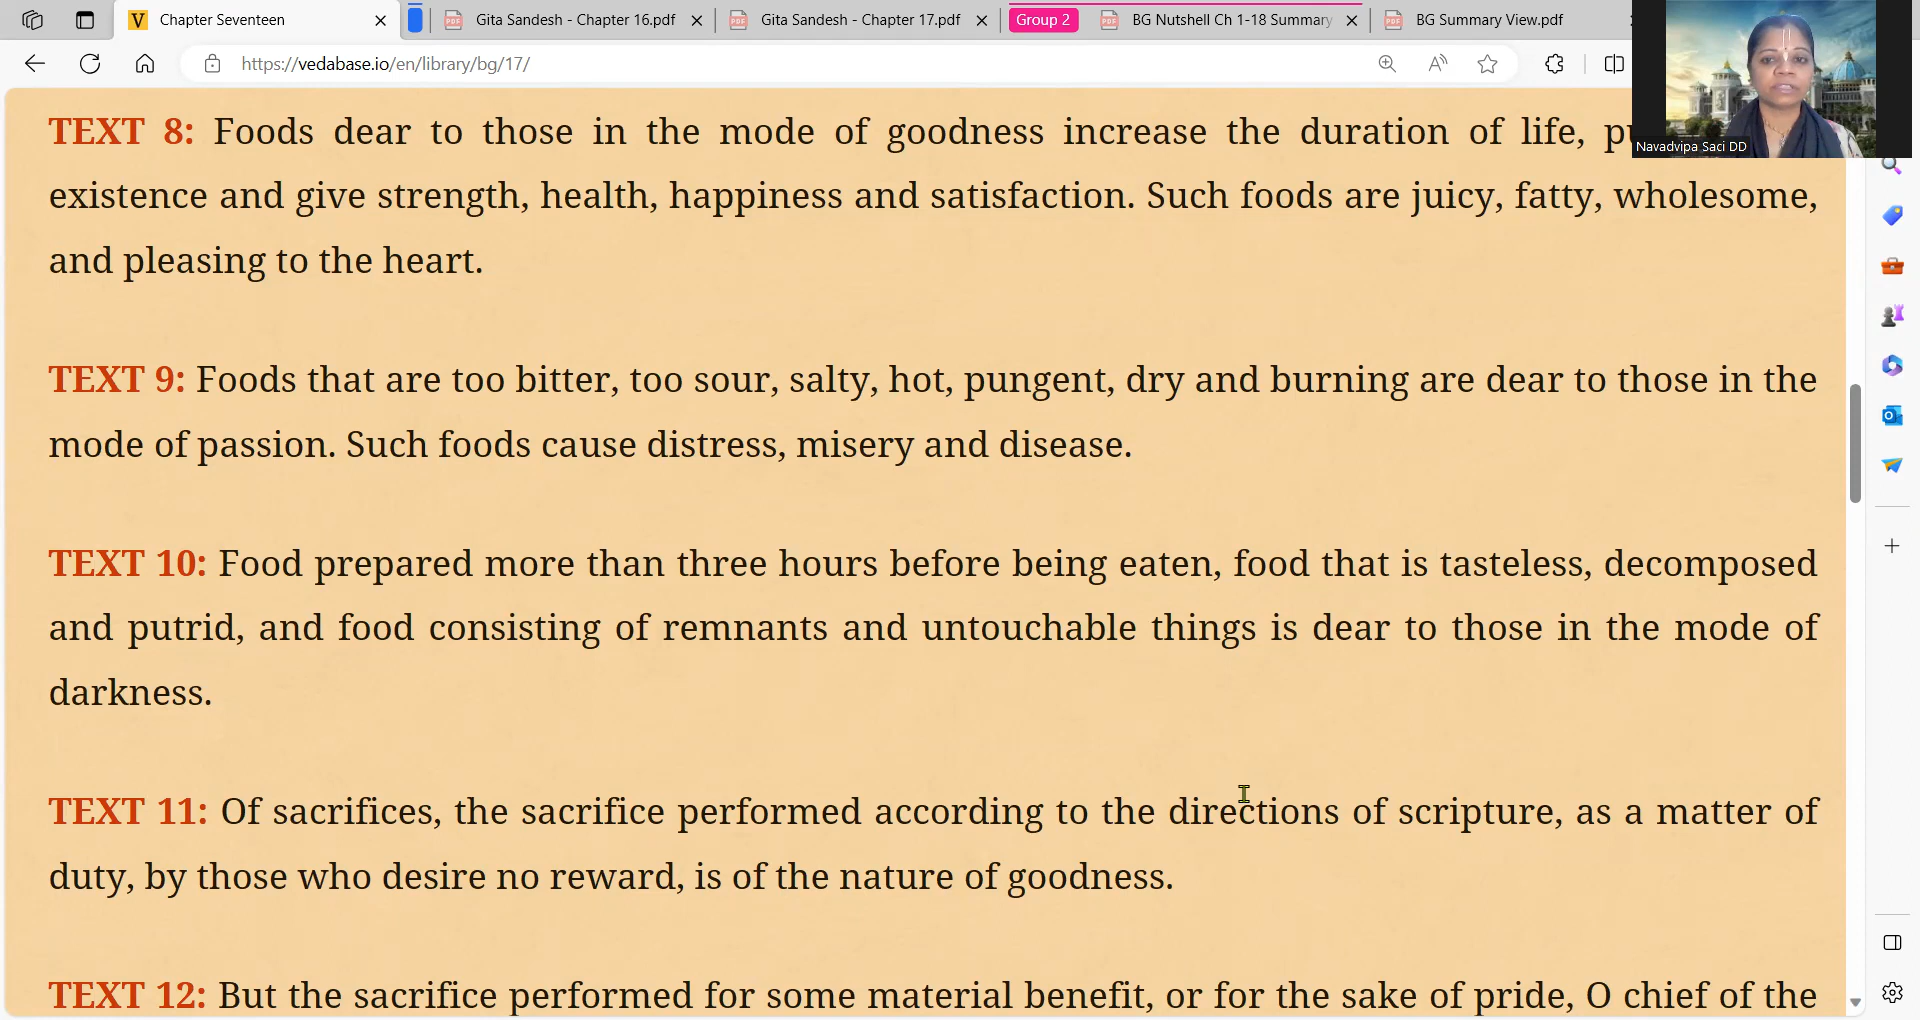 Chapter Seventeen
Gita Sandesh - Chapter 16.pdf
Gita Sandesh - Chapter 17.pdf
Group 2
BG Nutshell Ch 1-18 Summary
BG Summary View.pdf
https://vedabase.io/en/library/bg/17/
Navadvipa Saci DD
TEXT 8: Foods dear to those in the mode of goodness increase the duration of life,
existence and give strength, health, happiness and satisfaction. Such foods are juicy, fatty, wholesome,
and pleasing to the heart.
TEXT 9: Foods that are too bitter, too sour, salty, hot, pungent, dry and burning are dear to those in the
mode of passion. Such foods cause distress, misery and disease.
TEXT 10: Food prepared more than three hours before being eaten, food that is tasteless, decomposed
and putrid, and food consisting of remnants and untouchable things is dear to those in the mode of
darkness.
TEXT 11: Of sacrifices, the sacrifice performed according to the directions of scripture, as a matter of
duty, by those who desire no reward, is of the nature of goodness.
TEXT 12: But the sacrifice performed for some material benefit, or for the sake of pride, O chief of the